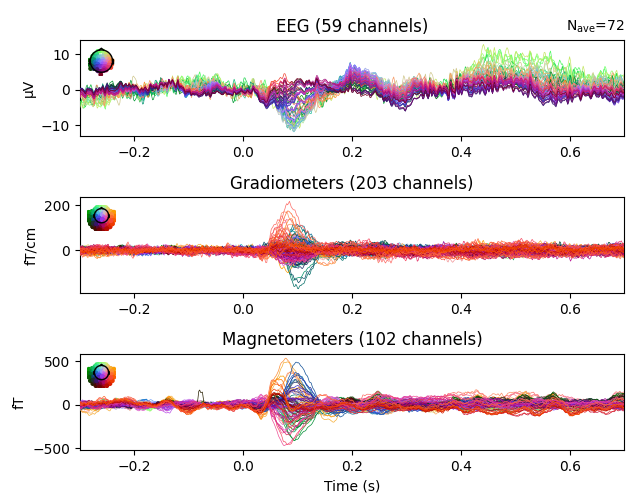 EEG (59 channels)
Nave=72
10
0
−10
µV
−0.2 0.0 0.2 0.4 0.6
Gradiometers (203 channels)
200
0
fT/cm
−0.2 0.0 0.2 0.4 0.6
Magnetometers (102 channels)
500
0
−500
fT
−0.2 0.0 0.2 0.4 0.6
Time (s)